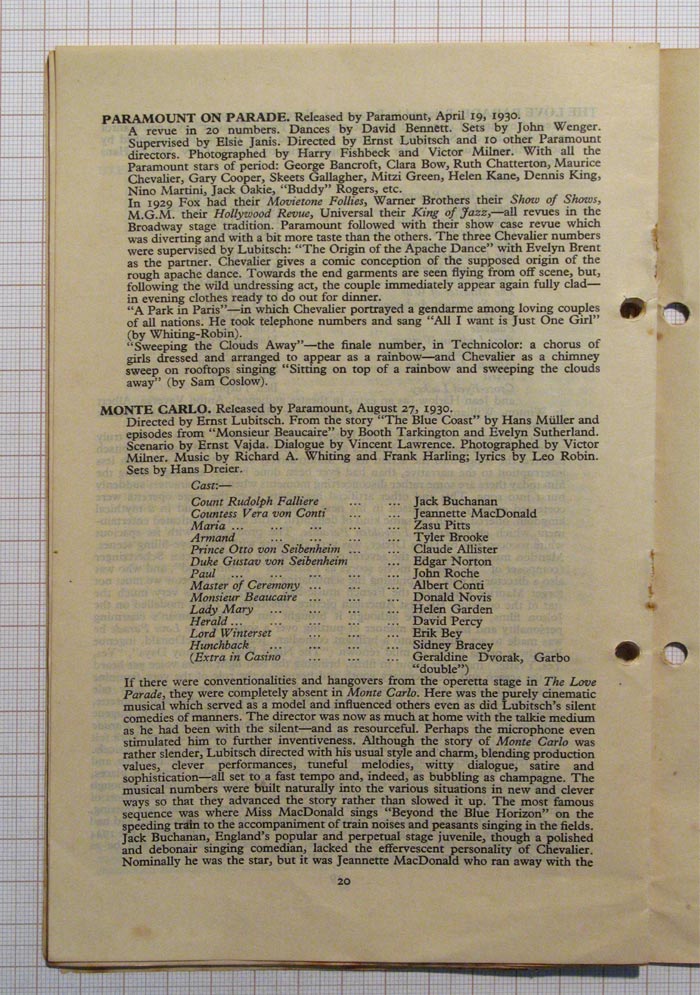 PARAMOUNT ON PARADE. Released by Paramount, April 19, 1930.
A revue in 20 numbers. Dances by David Bennett. Sets by John Wenger.
Supervised by Elsie Janis. Directed by Ernst Lubitsch and 10 other Paramount
directors. Photographed by Harry Fishbeck and Victor Milner. With all the
Paramount stars of period: George Bancroft, Clara Bow, Ruth Chatterton, Maurice
Chevalier, Gary Cooper, Skeets Gallagher, Mitzi Green, Helen Kane, Dennis King,
Nino Martini, Jack Oakie, "Buddy" Rogers, etc.
In 1929 Fox had their Movietone Follies, Warner Brothers their Show of Shows,
M.G.M. their Hollywood Revue, Universal their King of Jazz,—all revues in the
Broadway stage tradition. Paramount followed with their show case revue which
was diverting and with a bit more taste than the others. The three Chevalier numbers
were supervised by Lubitsch: "The Origin of the Apache Dance" with Evelyn Brent
as the partner. Chevalier gives a comic conception of the supposed origin of the
rough apache dance. Towards the end garments are seen flying from off scene, but,
following the wild undressing act, the couple immediately appear again fully clad—
in evening clothes ready to do out for dinner.
"A Park in Paris"—in which Chevalier portrayed a gendarme among loving couples
of all nations. He took telephone numbers and sang "All I want is Just One Girl"
(by Whiting-Robin).
"Sweeping the Clouds Away"—the finale number, in Technicolor: a chorus of
girls dressed and arranged to appear as a rainbow—and Chevalier as a chimney
sweep on rooftops singing "Sitting on top of a rainbow and sweeping the clouds
away" (by Sam Coslow).
MONTE CARLO. Released by Paramount, August 27, 1930.
Directed by Ernst Lubitsch. From the story "The Blue Coast" by Hans Müller and
episodes from "Monsieur Beaucaire" by Booth Tarkington and Evelyn Sutherland.
Scenario by Ernst Vajda. Dialogue by Vincent Lawrence. Photographed by Victor
Milner. Music by Richard A. Whiting and Frank Harling; lyrics by Leo Robin.
Sets by Hans Dreier.
Cast:—
Count Rudolph Falliere ... ... Jack Buchanan
Countess Vera von Conti ... ... Jeannette MacDonald
Maria ... ... ... ... ... Zasu Pitts
Armand ... ... ... ... Tyler Brooke
Prince Otto von Seibenheim ... ... Claude Allister
Duke Gustav von Seibenheim ... Edgar Norton
Paul ... ... ... ... ... John Roche
Master of Ceremony ... ... ... Albert Conti
Monsieur Beaucaire ... ... ... Donald Novis
Lady Mary ... ... ... ... Helen Garden
Herald ... ... ... ... ... David Percy
Lord Winterset ... ... ... Erik Bey
Hunchback ... ... ... ... Sidney Bracey
(Extra in Casino ... ... ... Geraldine Dvorak, Garbo
"double")
If there were conventionalities and hangovers from the operetta stage in The Love
Parade, they were completely absent in Monte Carlo. Here was the purely cinematic
musical which served as a model and influenced others even as did Lubitsch's silent
comedies of manners. The director was now as much at home with the talkie medium
as he had been with the silent—and as resourceful. Perhaps the microphone even
stimulated him to further inventiveness. Although the story of Monte Carlo was
rather slender, Lubitsch directed with his usual style and charm, blending production
values, clever performances, tuneful melodies, witty dialogue, satire and
sophistication—all set to a fast tempo and, indeed, as bubbling as champagne. The
musical numbers were built naturally into the various situations in new and clever
ways so that they advanced the story rather than slowed it up. The most famous
sequence was where Miss MacDonald sings "Beyond the Blue Horizon" on the
speeding train to the accompaniment of train noises and peasants singing in the fields.
Jack Buchanan, England's popular and perpetual stage juvenile, though a polished
and debonair singing comedian, lacked the effervescent personality of Chevalier.
Nominally he was the star, but it was Jeannette MacDonald who ran away with the
20